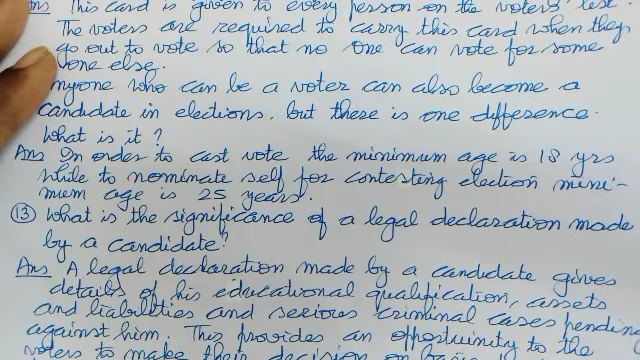 Ans This card is given to every person on the voters list.
The voters are required to carry this card when they
go out to vote so that no one can vote for some
one else.
nyone who can be a voter can also become a
candidate in elections, but there is one difference.
What is it ?
Ans In order to cast vote the minimum age is 18 yrs
while to nominate self for contesting election mini-
mum age is 25 years.
13 What is the significance of a legal declaration made
by a candidate?
Ans A legal declaration made by a candidate gives
details of his educational qualification, assets
and liabilities and serious criminal cases pending
against him. This provides an opportuinity to the
voters to make their decision on